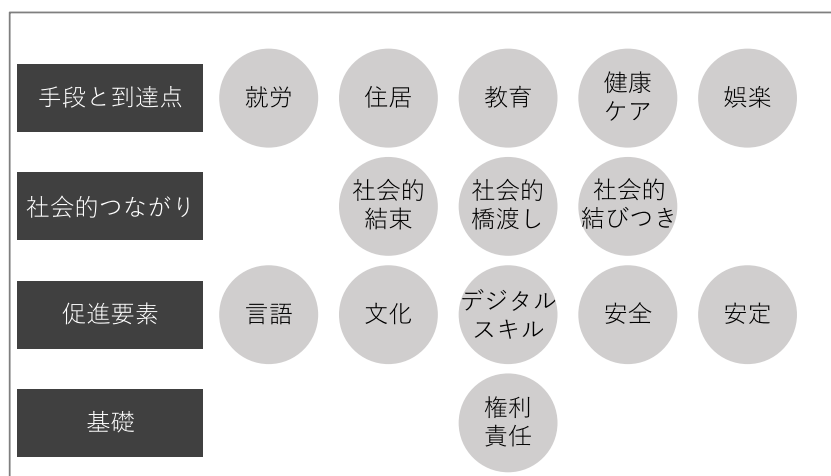 手段と到達点
就労
住居
教育
健康
ケア
娯楽
社会的つながり
社会的
結束
社会的
橋渡し
社会的
結びつき
促進要素
言語
文化
デジタル
スキル
安全
安定
基礎
権利
責任